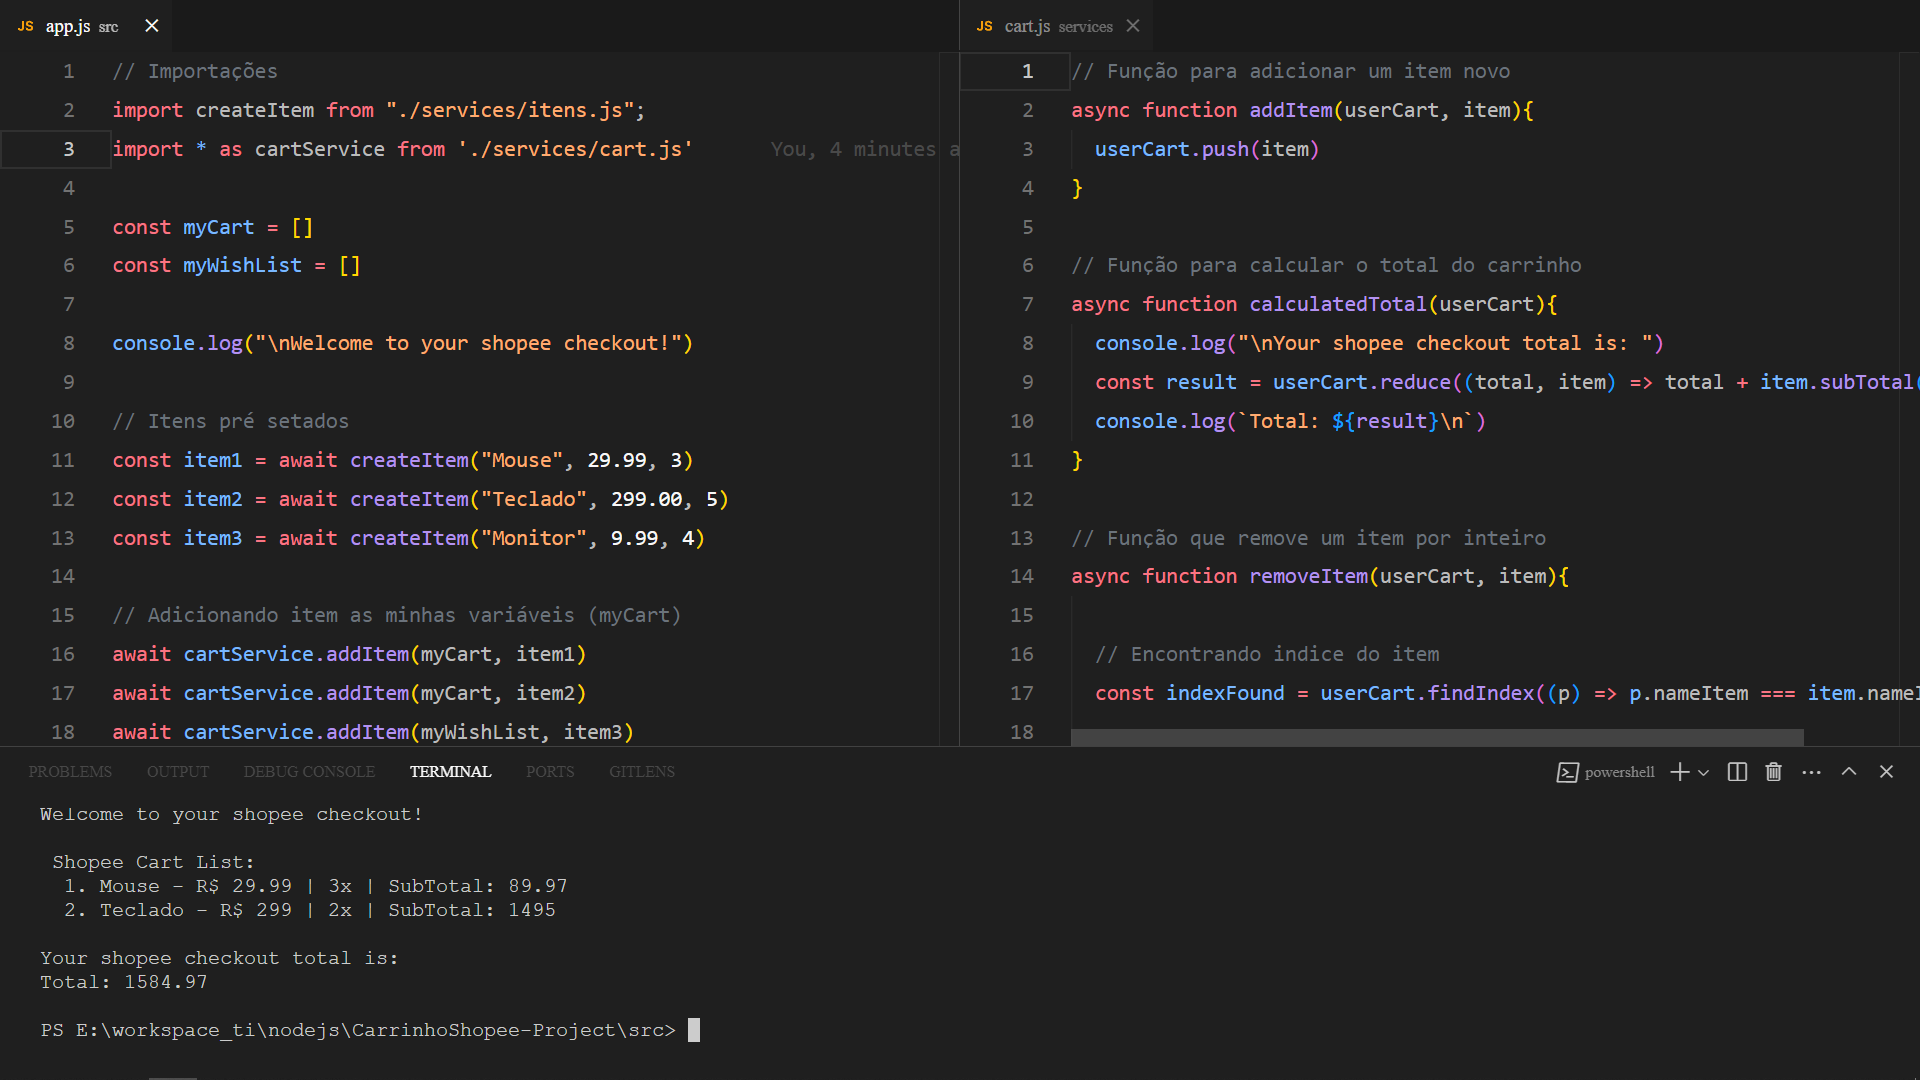 JS app.js src
1 // Importações
2 import createItem from "./services/itens.js";
3 import * as cartService from './services/cart.js' You, 4 minutes a
4
5 const myCart = []
6 const myWishList = []
7
8 console.log("\nWelcome to your shopee checkout!")
9
10 // Itens pré setados
11 const item1 = await createItem("Mouse", 29.99, 3)
12 const item2 = await createItem("Teclado", 299.00, 5)
13 const item3 = await createItem("Monitor", 9.99, 4)
14
15 // Adicionando item as minhas variáveis (myCart)
16 await cartService.addItem(myCart, item1)
17 await cartService.addItem(myCart, item2)
18 await cartService.addItem(myWishList, item3)
JS cart.js services
1 // Função para adicionar um item novo
2 async function addItem(userCart, item){
3 userCart.push(item)
4 }
5
6 // Função para calcular o total do carrinho
7 async function calculatedTotal(userCart){
8 console.log("\nYour shopee checkout total is: ")
9 const result = userCart.reduce((total, item) => total + item.subTotal(
10 console.log(`Total: ${result}\n`)
11 }
12
13 // Função que remove um item por inteiro
14 async function removeItem(userCart, item){
15
16 // Encontrando indice do item
17 const indexFound = userCart.findIndex((p) => p.nameItem === item.nameI
18
PROBLEMS OUTPUT DEBUG CONSOLE TERMINAL PORTS GITLENS powershell
Welcome to your shopee checkout!
Shopee Cart List:
1. Mouse - R$ 29.99 | 3x | SubTotal: 89.97
2. Teclado - R$ 299 | 2x | SubTotal: 1495
Your shopee checkout total is:
Total: 1584.97
PS E:\workspace_ti\nodejs\CarrinhoShopee-Project\src>